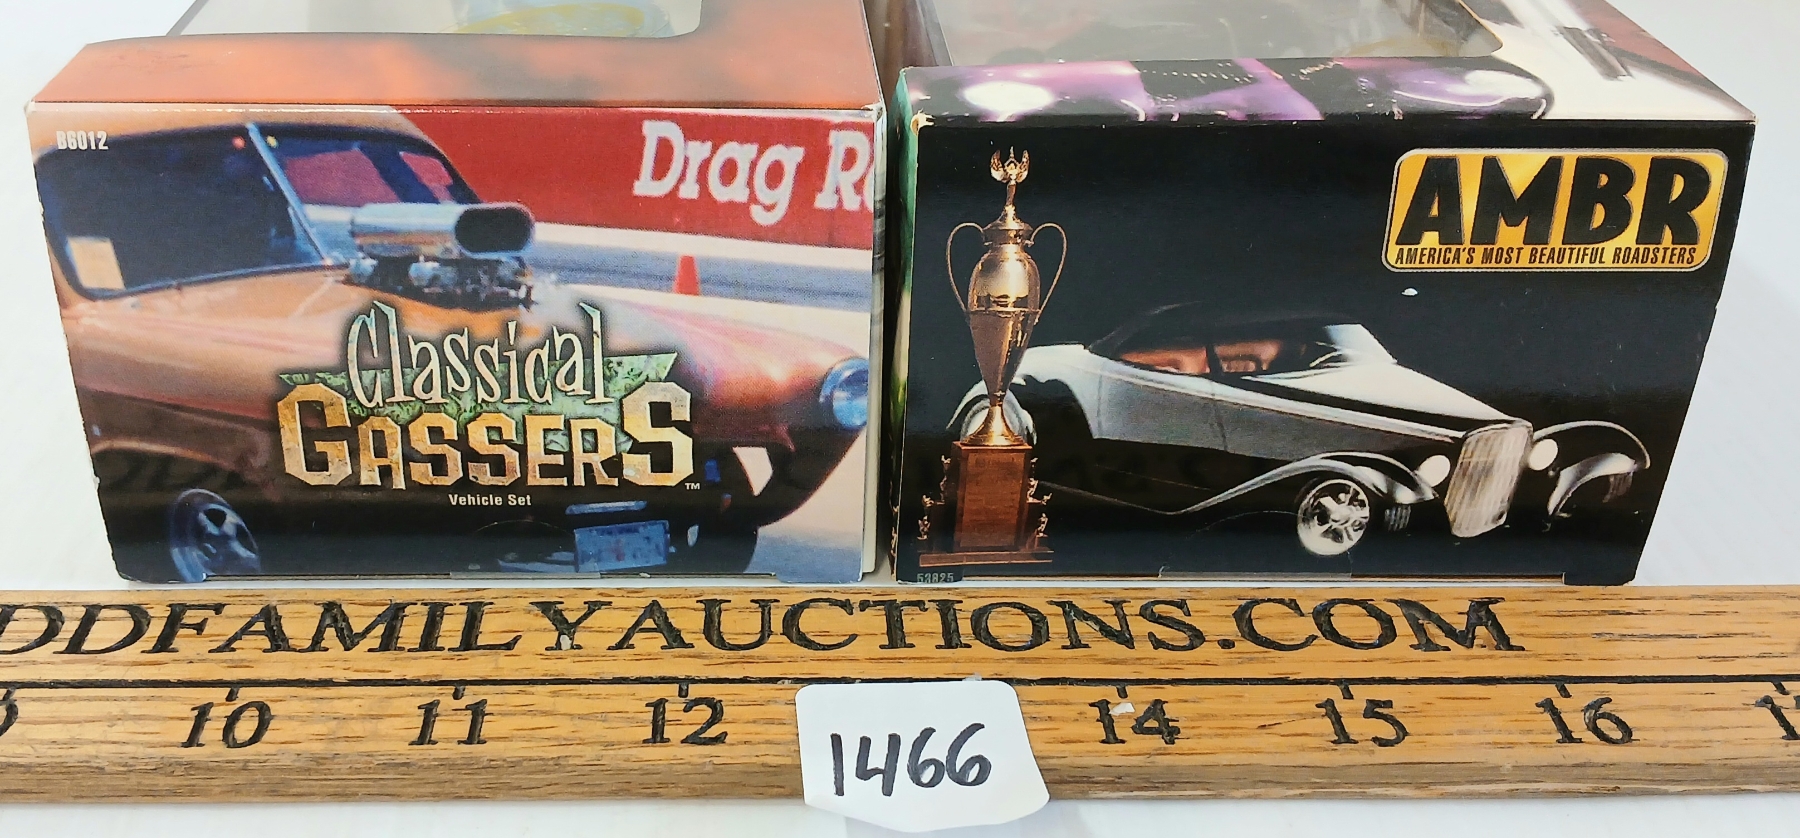 B6012
Drag R
Classical
GASSERS™
Vehicle Set
AMBR
AMERICA'S MOST BEAUTIFUL ROADSTERS
53825
DDFAMILYAUCTIONS.COM
10 11 12 14 15 16
1466